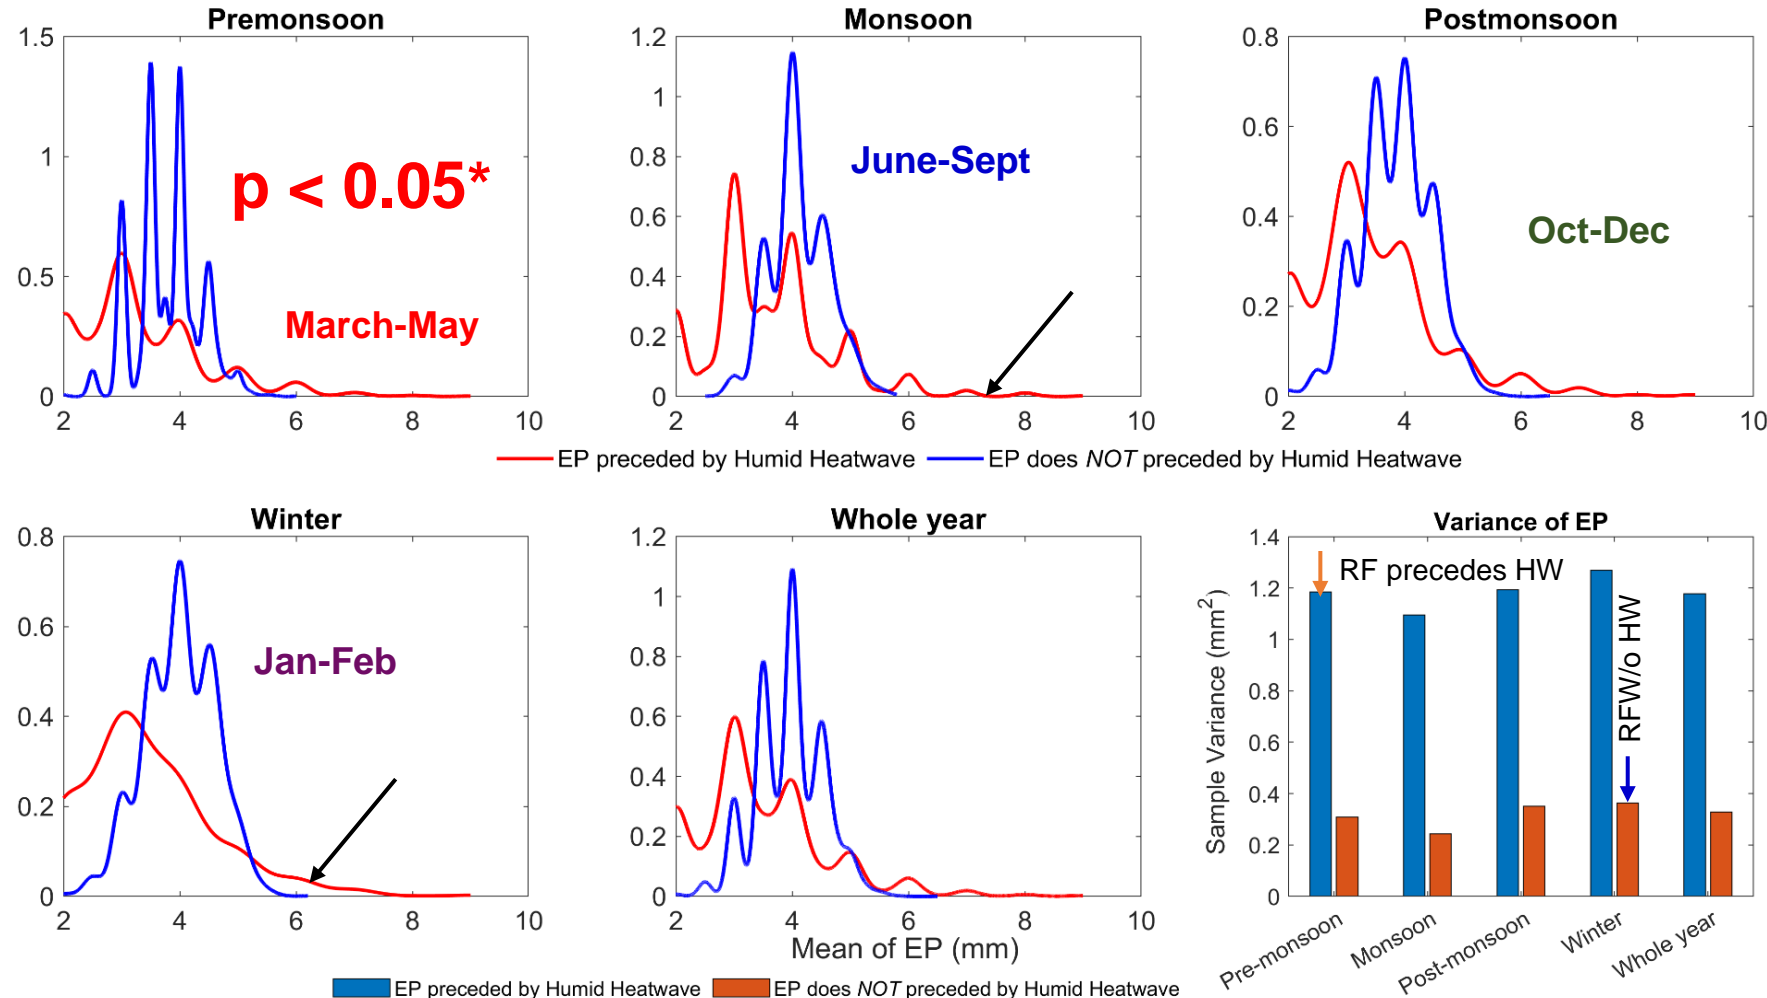 Premonsoon
1.5
1
0.5
0
2 4 6 8 10
p < 0.05*
March-May
Monsoon
1.2
1
0.8
0.6
0.4
0.2
0
2 4 6 8 10
June-Sept
Postmonsoon
0.8
0.6
0.4
0.2
0
2 4 6 8 10
Oct-Dec
EP preceded by Humid Heatwave EP does NOT preceded by Humid Heatwave
Winter
0.8
0.6
0.4
0.2
0
2 4 6 8 10
Jan-Feb
Whole year
1.2
1
0.8
0.6
0.4
0.2
0
2 4 6 8 10
Mean of EP (mm)
Variance of EP
Sample Variance (mm²)
1.4
1.2
1
0.8
0.6
0.4
0.2
0
RF precedes HW
RFW/o HW
Pre-monsoon
Monsoon
Post-monsoon
Winter
Whole year
EP preceded by Humid Heatwave EP does NOT preceded by Humid Heatwave